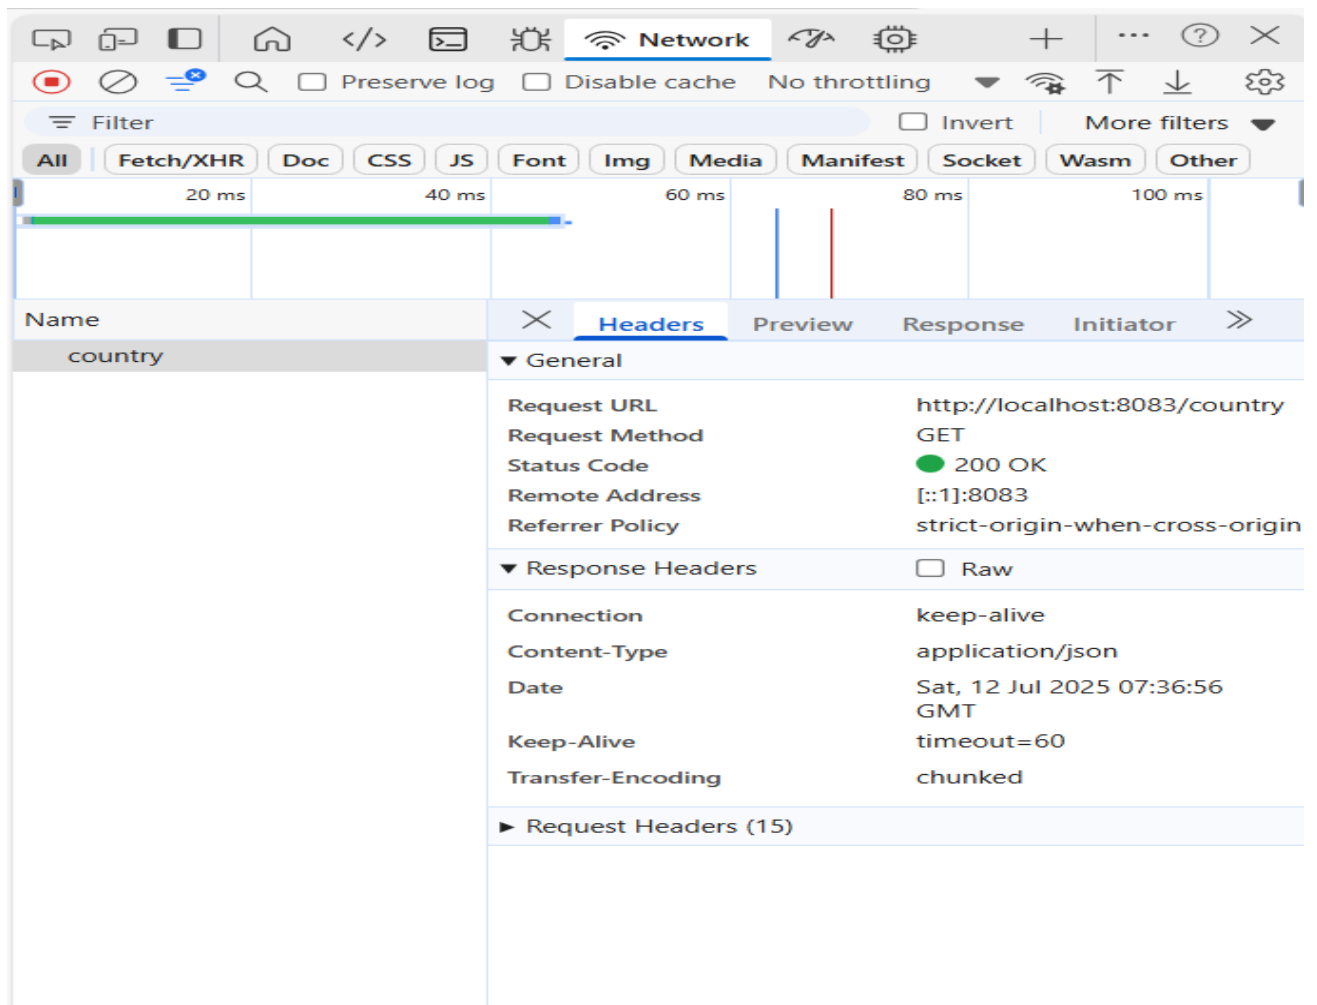 Network
Preserve log Disable cache No throttling
Filter Invert More filters
All Fetch/XHR Doc CSS JS Font Img Media Manifest Socket Wasm Other
20 ms 40 ms 60 ms 80 ms 100 ms
Name Headers Preview Response Initiator
country
General
Request URL http://localhost:8083/country
Request Method GET
Status Code 200 OK
Remote Address [::1]:8083
Referrer Policy strict-origin-when-cross-origin
Response Headers Raw
Connection keep-alive
Content-Type application/json
Date Sat, 12 Jul 2025 07:36:56
GMT
Keep-Alive timeout=60
Transfer-Encoding chunked
Request Headers (15)